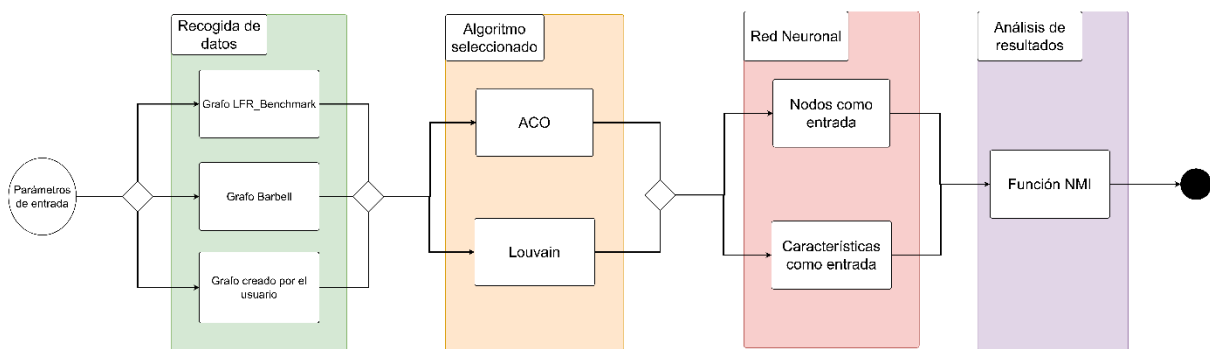 Parámetros
de entrada
Recogida de
datos
Grafo LFR_Benchmark
Grafo Barbell
Grafo creado por el
usuario
Algoritmo
seleccionado
ACO
Louvain
Red Neuronal
Nodos como
entrada
Características
como entrada
Análisis de
resultados
Función NMI